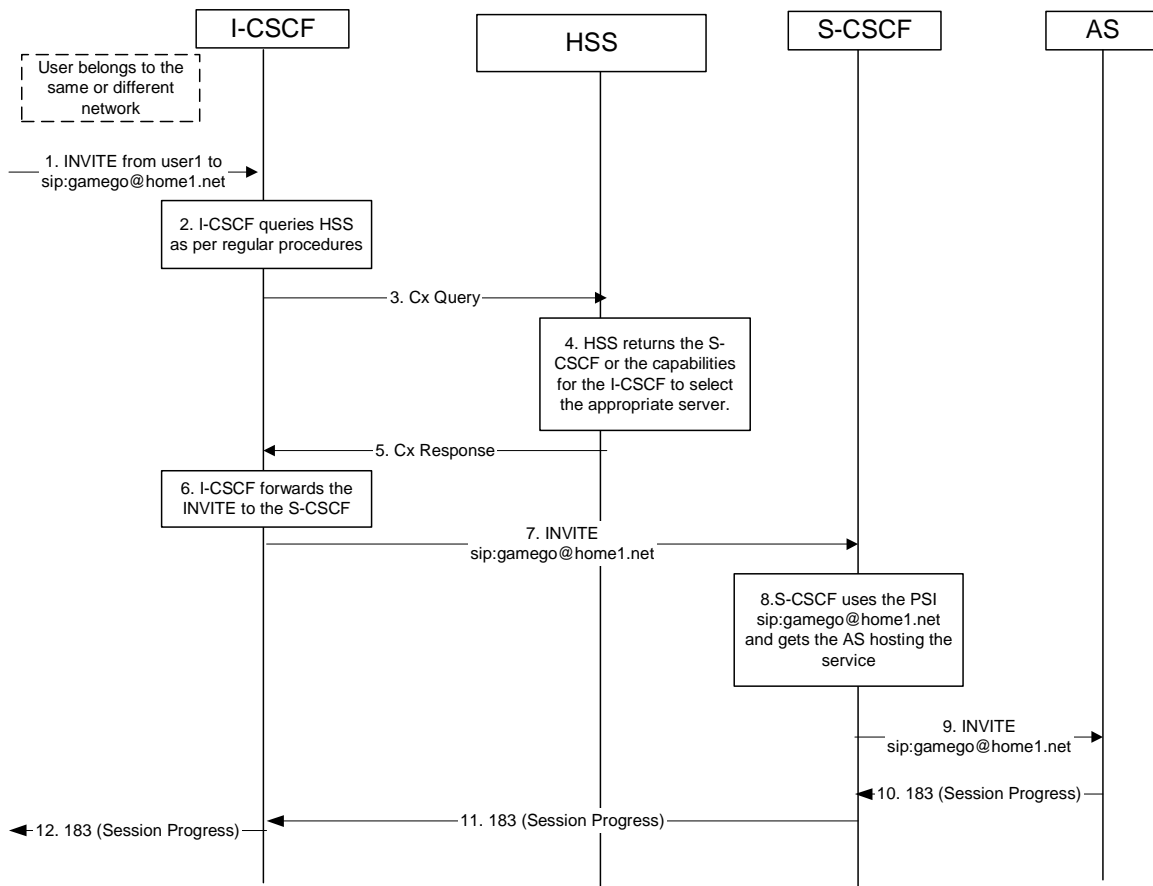 I-CSCF
HSS
S-CSCF
AS
User belongs to the
same or different
network
1. INVITE from user1 to
sip:gamego@home1.net
2. I-CSCF queries HSS
as per regular procedures
3. Cx Query
4. HSS returns the S-
CSCF or the capabilities
for the I-CSCF to select
the appropriate server.
5. Cx Response
6. I-CSCF forwards the
INVITE to the S-CSCF
7. INVITE
sip:gamego@home1.net
8.S-CSCF uses the PSI
sip:gamego@home1.net
and gets the AS hosting the
service
9. INVITE
sip:gamego@home1.net
10. 183 (Session Progress)
11. 183 (Session Progress)
12. 183 (Session Progress)